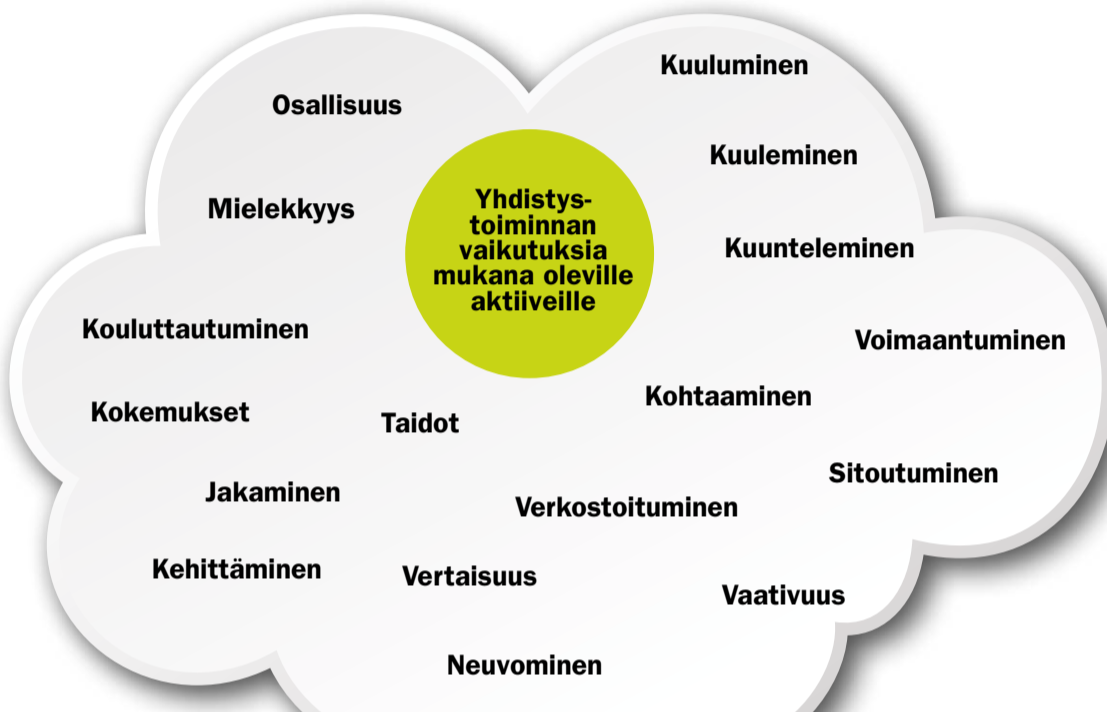 Kuuluminen
Osallisuus
Kuuleminen
Yhdistys-
toiminnan
vaikutuksia
mukana oleville
aktiiveille
Mielekkyys
Kuunteleminen
Kouluttautuminen
Voimaantuminen
Kohtaaminen
Kokemukset
Taidot
Sitoutuminen
Jakaminen
Verkostoituminen
Kehittäminen
Vertaisuus
Vaativuus
Neuvominen